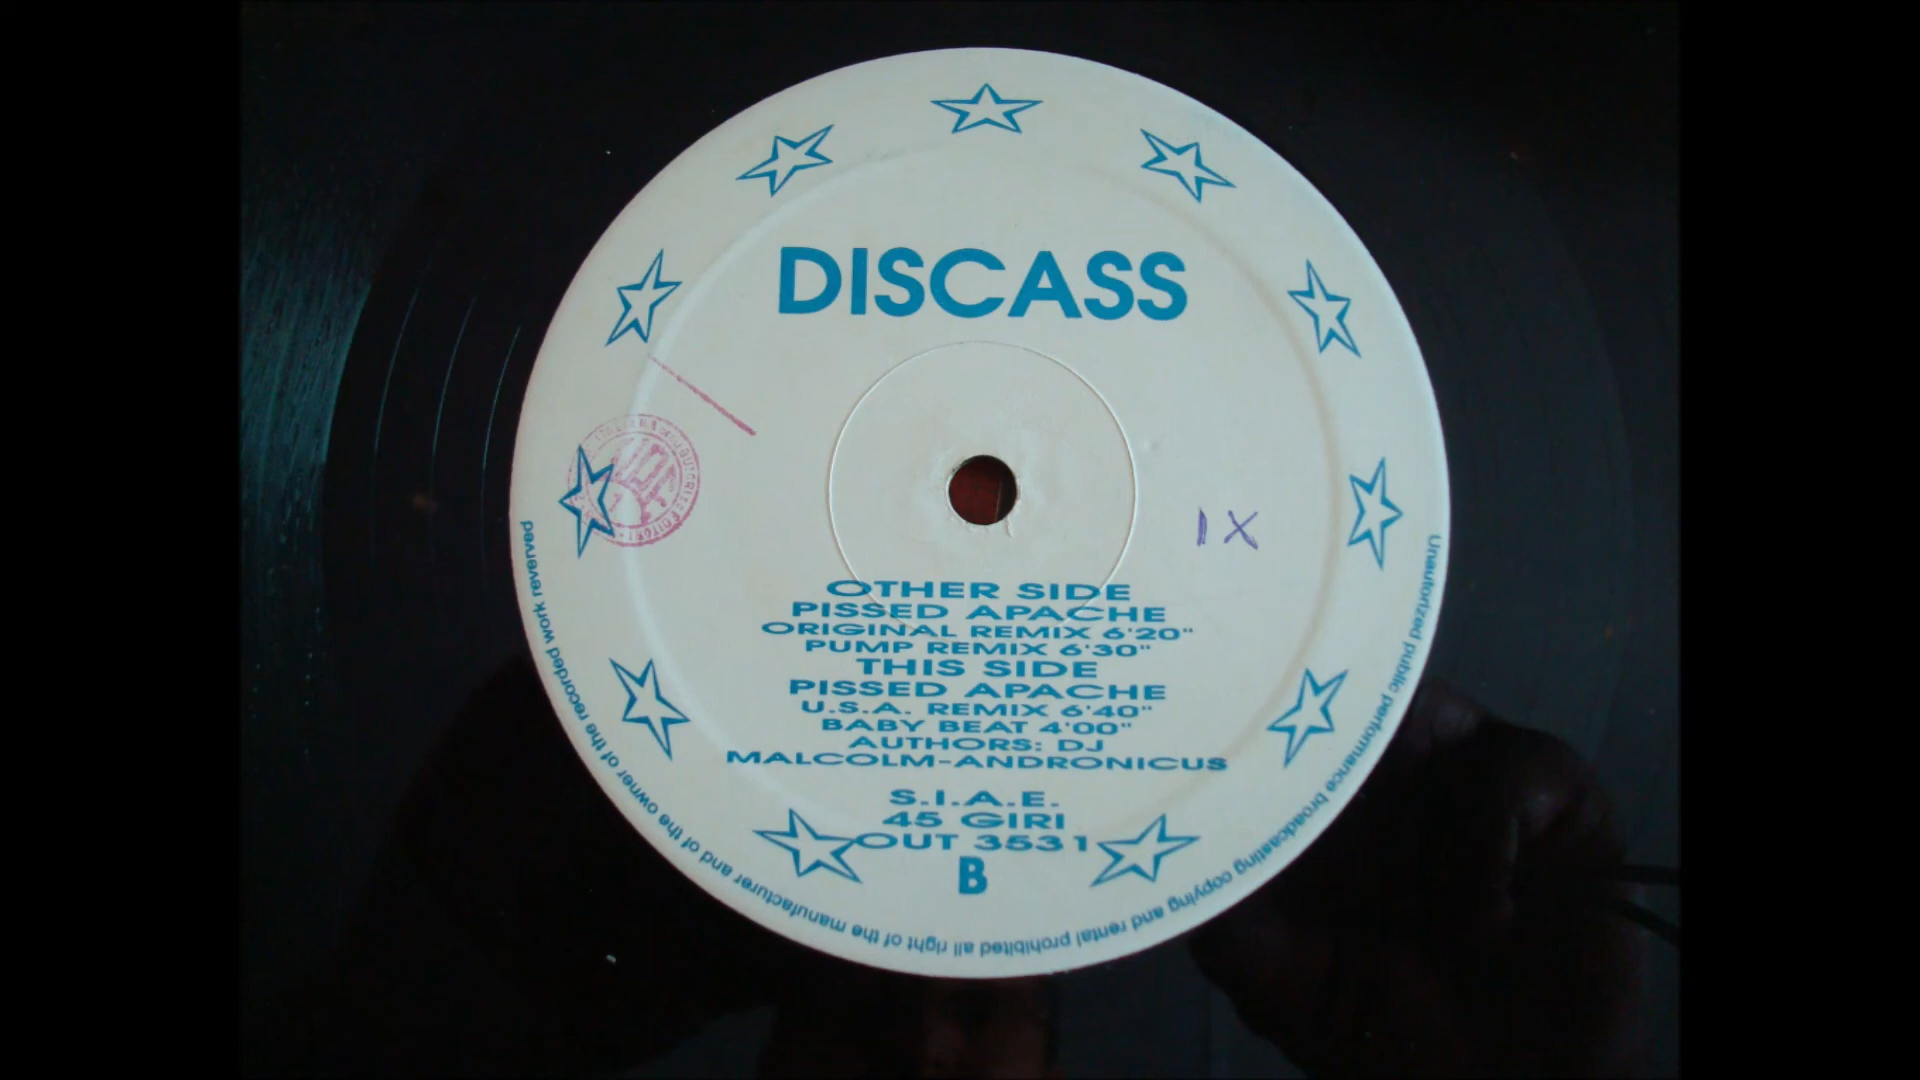 DISCASS
IX
OTHER SIDE
PISSED APACHE
ORIGINAL REMIX 6'20"
PUMP REMIX 6'30"
THIS SIDE
PISSED APACHE
U.S.A. REMIX 6'40"
BABY BEAT 4'00"
AUTHORS: DJ
MALCOLM-ANDRONICUS
S.I.A.E.
45 GIRI
OUT 3531
B
Unautorized public performance broadcasting copying and rental prohibited all right of the manufacturer and of the owner of the recorded work reverved